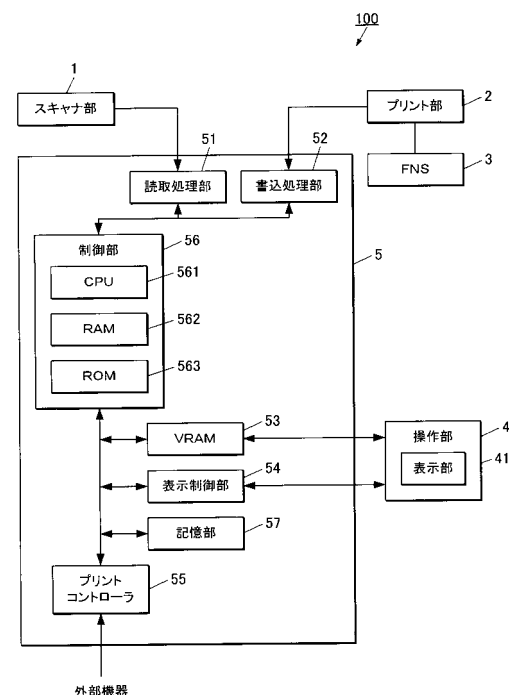 100
1
スキャナ部
プリント部
2
FNS
3
51
52
読取処理部
書込処理部
5
制御部
56
CPU
561
RAM
562
ROM
563
53
VRAM
54
表示制御部
57
記憶部
操作部
4
表示部
41
プリント
コントローラ
55
外部機器